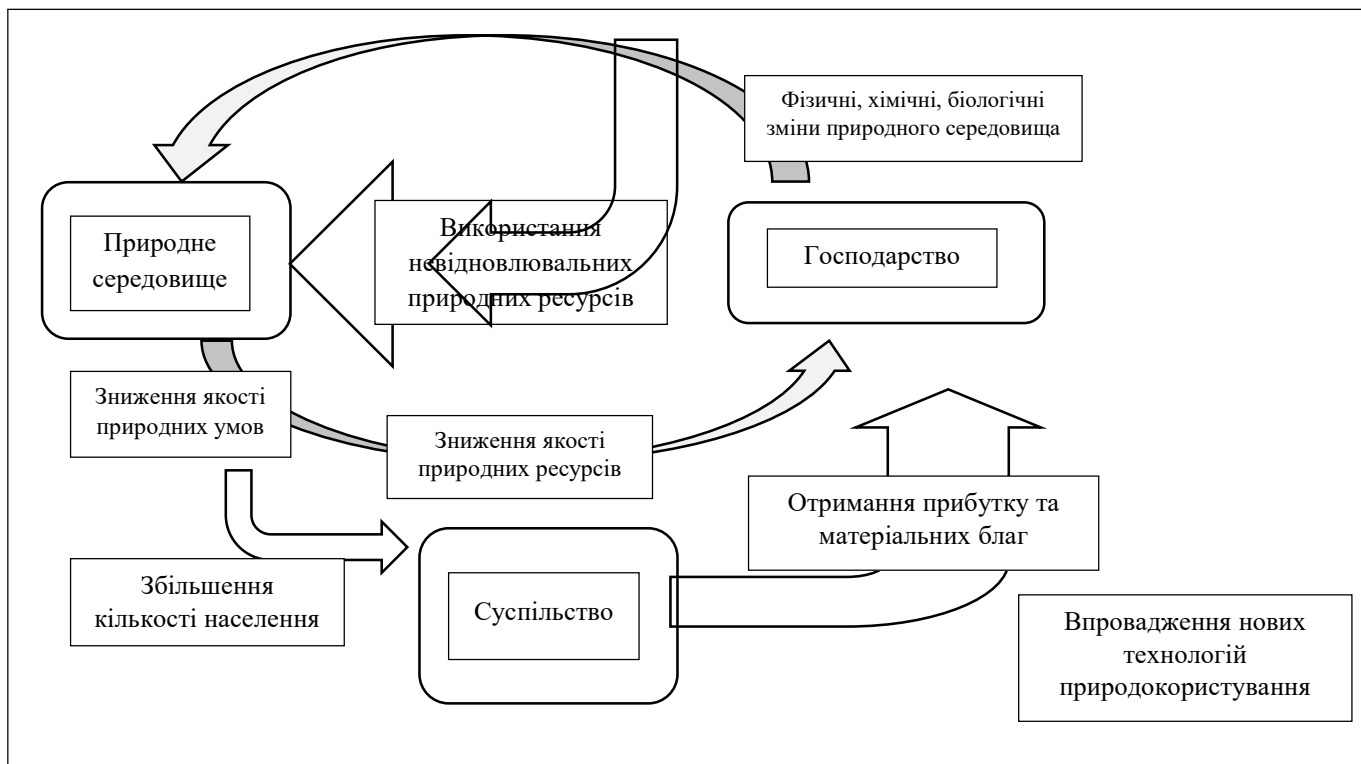 Фізичні, хімічні, біологічні
зміни природного середовища
Природне
середовище
Використання
невідновлювальних
природних ресурсів
Господарство
Зниження якості
природних умов
Зниження якості
природних ресурсів
Отримання прибутку та
матеріальних благ
Збільшення
кількості населення
Суспільство
Впровадження нових
технологій
природокористування